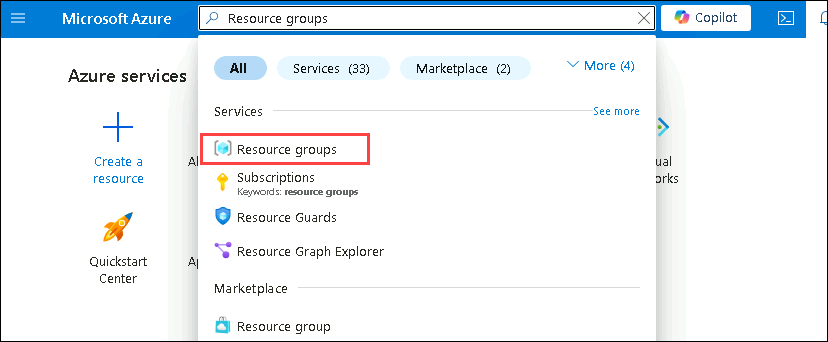 Microsoft Azure
Resource groups
Copilot
All
Services (33)
Marketplace (2)
More (4)
Azure services
Services
See more
Create a
resource
Al
Resource groups
Subscriptions
Keywords: resource groups
ual
rks
Resource Guards
Quickstart
Center
Ap
Resource Graph Explorer
Marketplace
Resource group